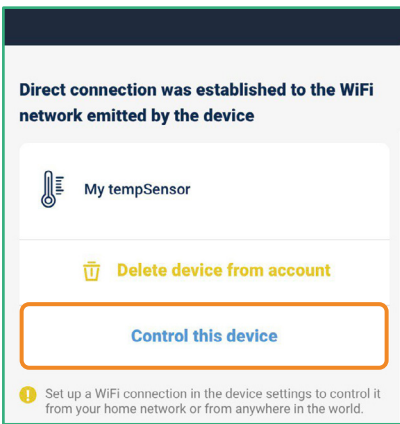 Direct connection was established to the WiFi
network emitted by the device
My tempSensor
Delete device from account
Control this device
Set up a WiFi connection in the device settings to control it
from your home network or from anywhere in the world.